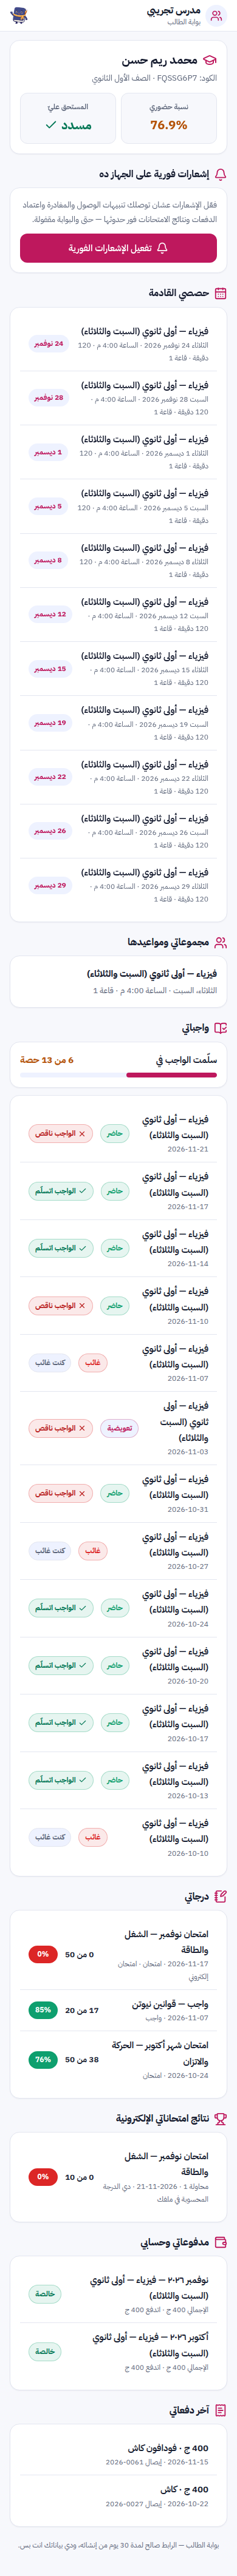 مدرس تجريبي
بوابة الطالب
محمد ريم حسن
الكود: FQSSG6P7 · الصف الأول الثانوي
نسبة حضوري
76.9%
المستحق عليّ
مسدد ✓
إشعارات فورية على الجهاز ده
فعّل الإشعارات عشان توصلك تنبيهات الوصول والمغادرة واعتماد
الدفعات ونتائج الامتحانات فور حدوثها — حتى والبوابة مقفولة.
تفعيل الإشعارات الفورية
حصصي القادمة
فيزياء — أولى ثانوي (السبت والثلاثاء)
الثلاثاء 24 نوفمبر 2026 · الساعة 4:00 م · 120
دقيقة · قاعة 1
24 نوفمبر
فيزياء — أولى ثانوي (السبت والثلاثاء)
السبت 28 نوفمبر 2026 · الساعة 4:00 م ·
120 دقيقة · قاعة 1
28 نوفمبر
فيزياء — أولى ثانوي (السبت والثلاثاء)
الثلاثاء 1 ديسمبر 2026 · الساعة 4:00 م · 120
دقيقة · قاعة 1
1 ديسمبر
فيزياء — أولى ثانوي (السبت والثلاثاء)
السبت 5 ديسمبر 2026 · الساعة 4:00 م · 120
دقيقة · قاعة 1
5 ديسمبر
فيزياء — أولى ثانوي (السبت والثلاثاء)
الثلاثاء 8 ديسمبر 2026 · الساعة 4:00 م · 120
دقيقة · قاعة 1
8 ديسمبر
فيزياء — أولى ثانوي (السبت والثلاثاء)
السبت 12 ديسمبر 2026 · الساعة 4:00 م ·
120 دقيقة · قاعة 1
12 ديسمبر
فيزياء — أولى ثانوي (السبت والثلاثاء)
الثلاثاء 15 ديسمبر 2026 · الساعة 4:00 م ·
120 دقيقة · قاعة 1
15 ديسمبر
فيزياء — أولى ثانوي (السبت والثلاثاء)
السبت 19 ديسمبر 2026 · الساعة 4:00 م ·
120 دقيقة · قاعة 1
19 ديسمبر
فيزياء — أولى ثانوي (السبت والثلاثاء)
الثلاثاء 22 ديسمبر 2026 · الساعة 4:00 م ·
120 دقيقة · قاعة 1
22 ديسمبر
فيزياء — أولى ثانوي (السبت والثلاثاء)
السبت 26 ديسمبر 2026 · الساعة 4:00 م ·
120 دقيقة · قاعة 1
26 ديسمبر
فيزياء — أولى ثانوي (السبت والثلاثاء)
الثلاثاء 29 ديسمبر 2026 · الساعة 4:00 م ·
120 دقيقة · قاعة 1
29 ديسمبر
مجموعاتي ومواعيدها
فيزياء — أولى ثانوي (السبت والثلاثاء)
الثلاثاء، السبت · الساعة 4:00 م · قاعة 1
واجباتي
سلّمت الواجب في
6 من 13 حصة
فيزياء — أولى ثانوي
(السبت والثلاثاء)
2026-11-21
حاضر
✕ الواجب ناقص
فيزياء — أولى ثانوي
(السبت والثلاثاء)
2026-11-17
حاضر
✓ الواجب اتسلّم
فيزياء — أولى ثانوي
(السبت والثلاثاء)
2026-11-14
حاضر
✓ الواجب اتسلّم
فيزياء — أولى ثانوي
(السبت والثلاثاء)
2026-11-10
حاضر
✕ الواجب ناقص
فيزياء — أولى ثانوي
(السبت والثلاثاء)
2026-11-07
غائب
كنت غائب
فيزياء — أولى
ثانوي (السبت
والثلاثاء)
2026-11-03
تعويضية
✕ الواجب ناقص
فيزياء — أولى ثانوي
(السبت والثلاثاء)
2026-10-31
حاضر
✕ الواجب ناقص
فيزياء — أولى ثانوي
(السبت والثلاثاء)
2026-10-27
غائب
كنت غائب
فيزياء — أولى ثانوي
(السبت والثلاثاء)
2026-10-24
حاضر
✓ الواجب اتسلّم
فيزياء — أولى ثانوي
(السبت والثلاثاء)
2026-10-20
حاضر
✓ الواجب اتسلّم
فيزياء — أولى ثانوي
(السبت والثلاثاء)
2026-10-17
حاضر
✓ الواجب اتسلّم
فيزياء — أولى ثانوي
(السبت والثلاثاء)
2026-10-13
حاضر
✓ الواجب اتسلّم
فيزياء — أولى ثانوي
(السبت والثلاثاء)
2026-10-10
غائب
كنت غائب
درجاتي
امتحان نوفمبر — الشغل
والطاقة
2026-11-17 · امتحان · امتحان
إلكتروني
0 من 50
0%
واجب — قوانين نيوتن
2026-11-07 · واجب
17 من 20
85%
امتحان شهر أكتوبر — الحركة
والاتزان
2026-10-24 · امتحان
38 من 50
76%
نتائج امتحاناتي الإلكترونية
امتحان نوفمبر — الشغل
والطاقة
محاولة 1 · 2026-11-21 · دي الدرجة
المحسوبة في ملفك
0 من 10
0%
مدفوعاتي وحسابي
نوفمبر ٢٠٢٦ — فيزياء — أولى ثانوي
(السبت والثلاثاء)
الإجمالي 400 ج · اندفع 400 ج
خالصة
أكتوبر ٢٠٢٦ — فيزياء — أولى ثانوي
(السبت والثلاثاء)
الإجمالي 400 ج · اندفع 400 ج
خالصة
آخر دفعاتي
400 ج · فودافون كاش
2026-11-15 · إيصال 2026-0061
400 ج · كاش
2026-10-22 · إيصال 2026-0027
بوابة الطالب — الرابط صالح لمدة 30 يوم من إنشائه، ودي بياناتك انت بس.